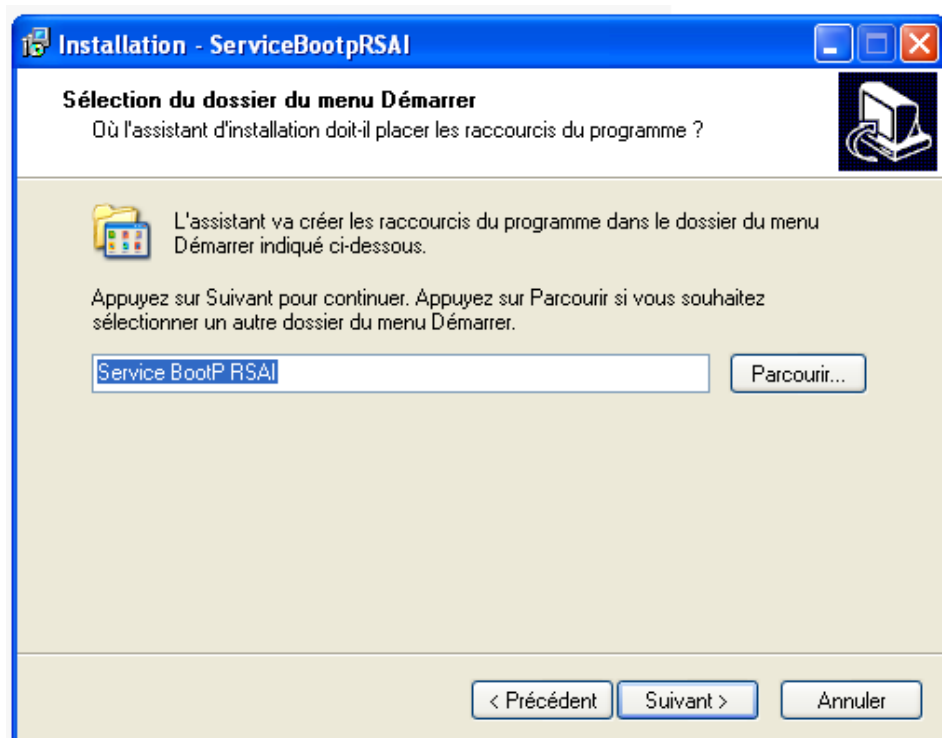 Installation - ServiceBootpRSAI
Sélection du dossier du menu Démarrer
Où l'assistant d'installation doit-il placer les raccourcis du programme ?
L'assistant va créer les raccourcis du programme dans le dossier du menu
Démarrer indiqué ci-dessous.
Appuyez sur Suivant pour continuer. Appuyez sur Parcourir si vous souhaitez
sélectionner un autre dossier du menu Démarrer.
Service BootP RSAI
Parcourir...
< Précédent
Suivant >
Annuler